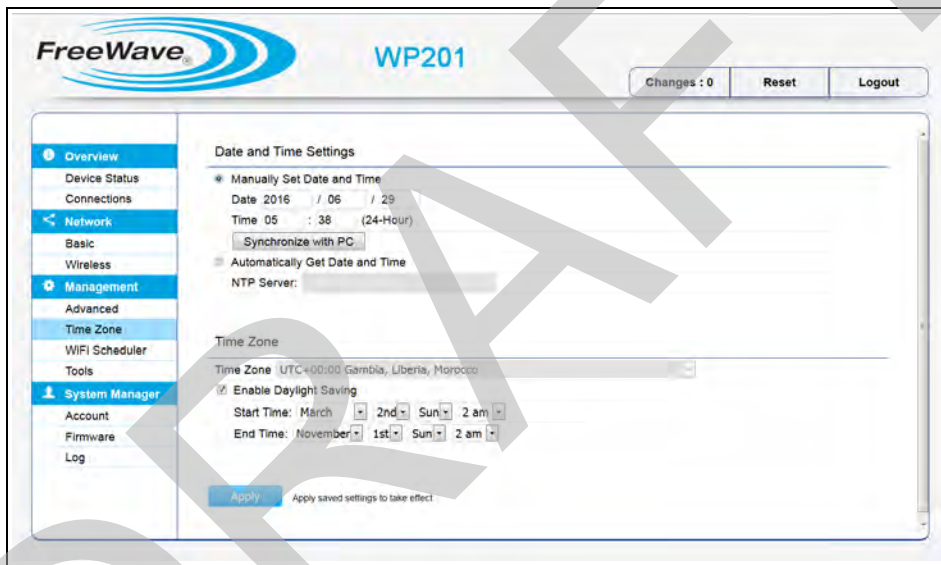 FreeWave®
WP201
Changes : 0
Reset
Logout
Overview
Device Status
Connections
Network
Basic
Wireless
Management
Advanced
Time Zone
WiFi Scheduler
Tools
System Manager
Account
Firmware
Log
Date and Time Settings
Manually Set Date and Time
Date 2016 / 06 / 29
Time 05 : 38 (24-Hour)
Synchronize with PC
Automatically Get Date and Time
NTP Server:
Time Zone
Time Zone UTC+00:00 Gambia, Liberia, Morocco
Enable Daylight Saving
Start Time: March 2nd Sun 2 am
End Time: November 1st Sun 2 am
Apply Apply saved settings to take effect
DRAFT